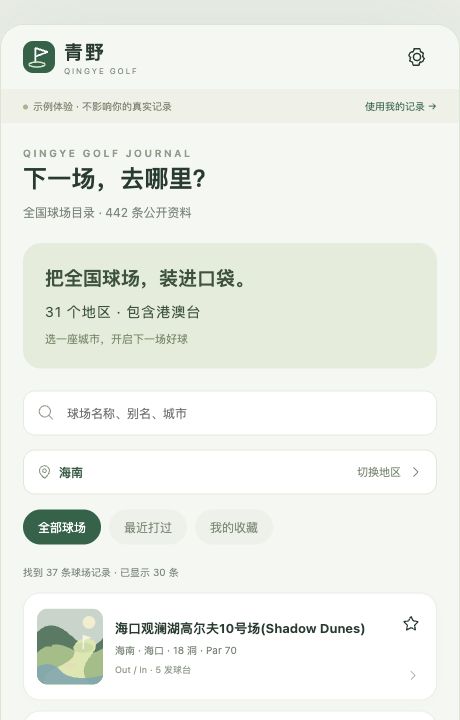 青野
QINGYE GOLF
示例体验 · 不影响你的真实记录
使用我的记录 →
QINGYE GOLF JOURNAL
下一场，去哪里？
全国球场目录 · 442 条公开资料
把全国球场，装进口袋。
31 个地区 · 包含港澳台
选一座城市，开启下一场好球
球场名称、别名、城市
海南
切换地区
全部球场
最近打过
我的收藏
找到 37 条球场记录 · 已显示 30 条
海口观澜湖高尔夫10号场(Shadow Dunes)
海南 · 海口 · 18 洞 · Par 70
Out / In · 5 发球台